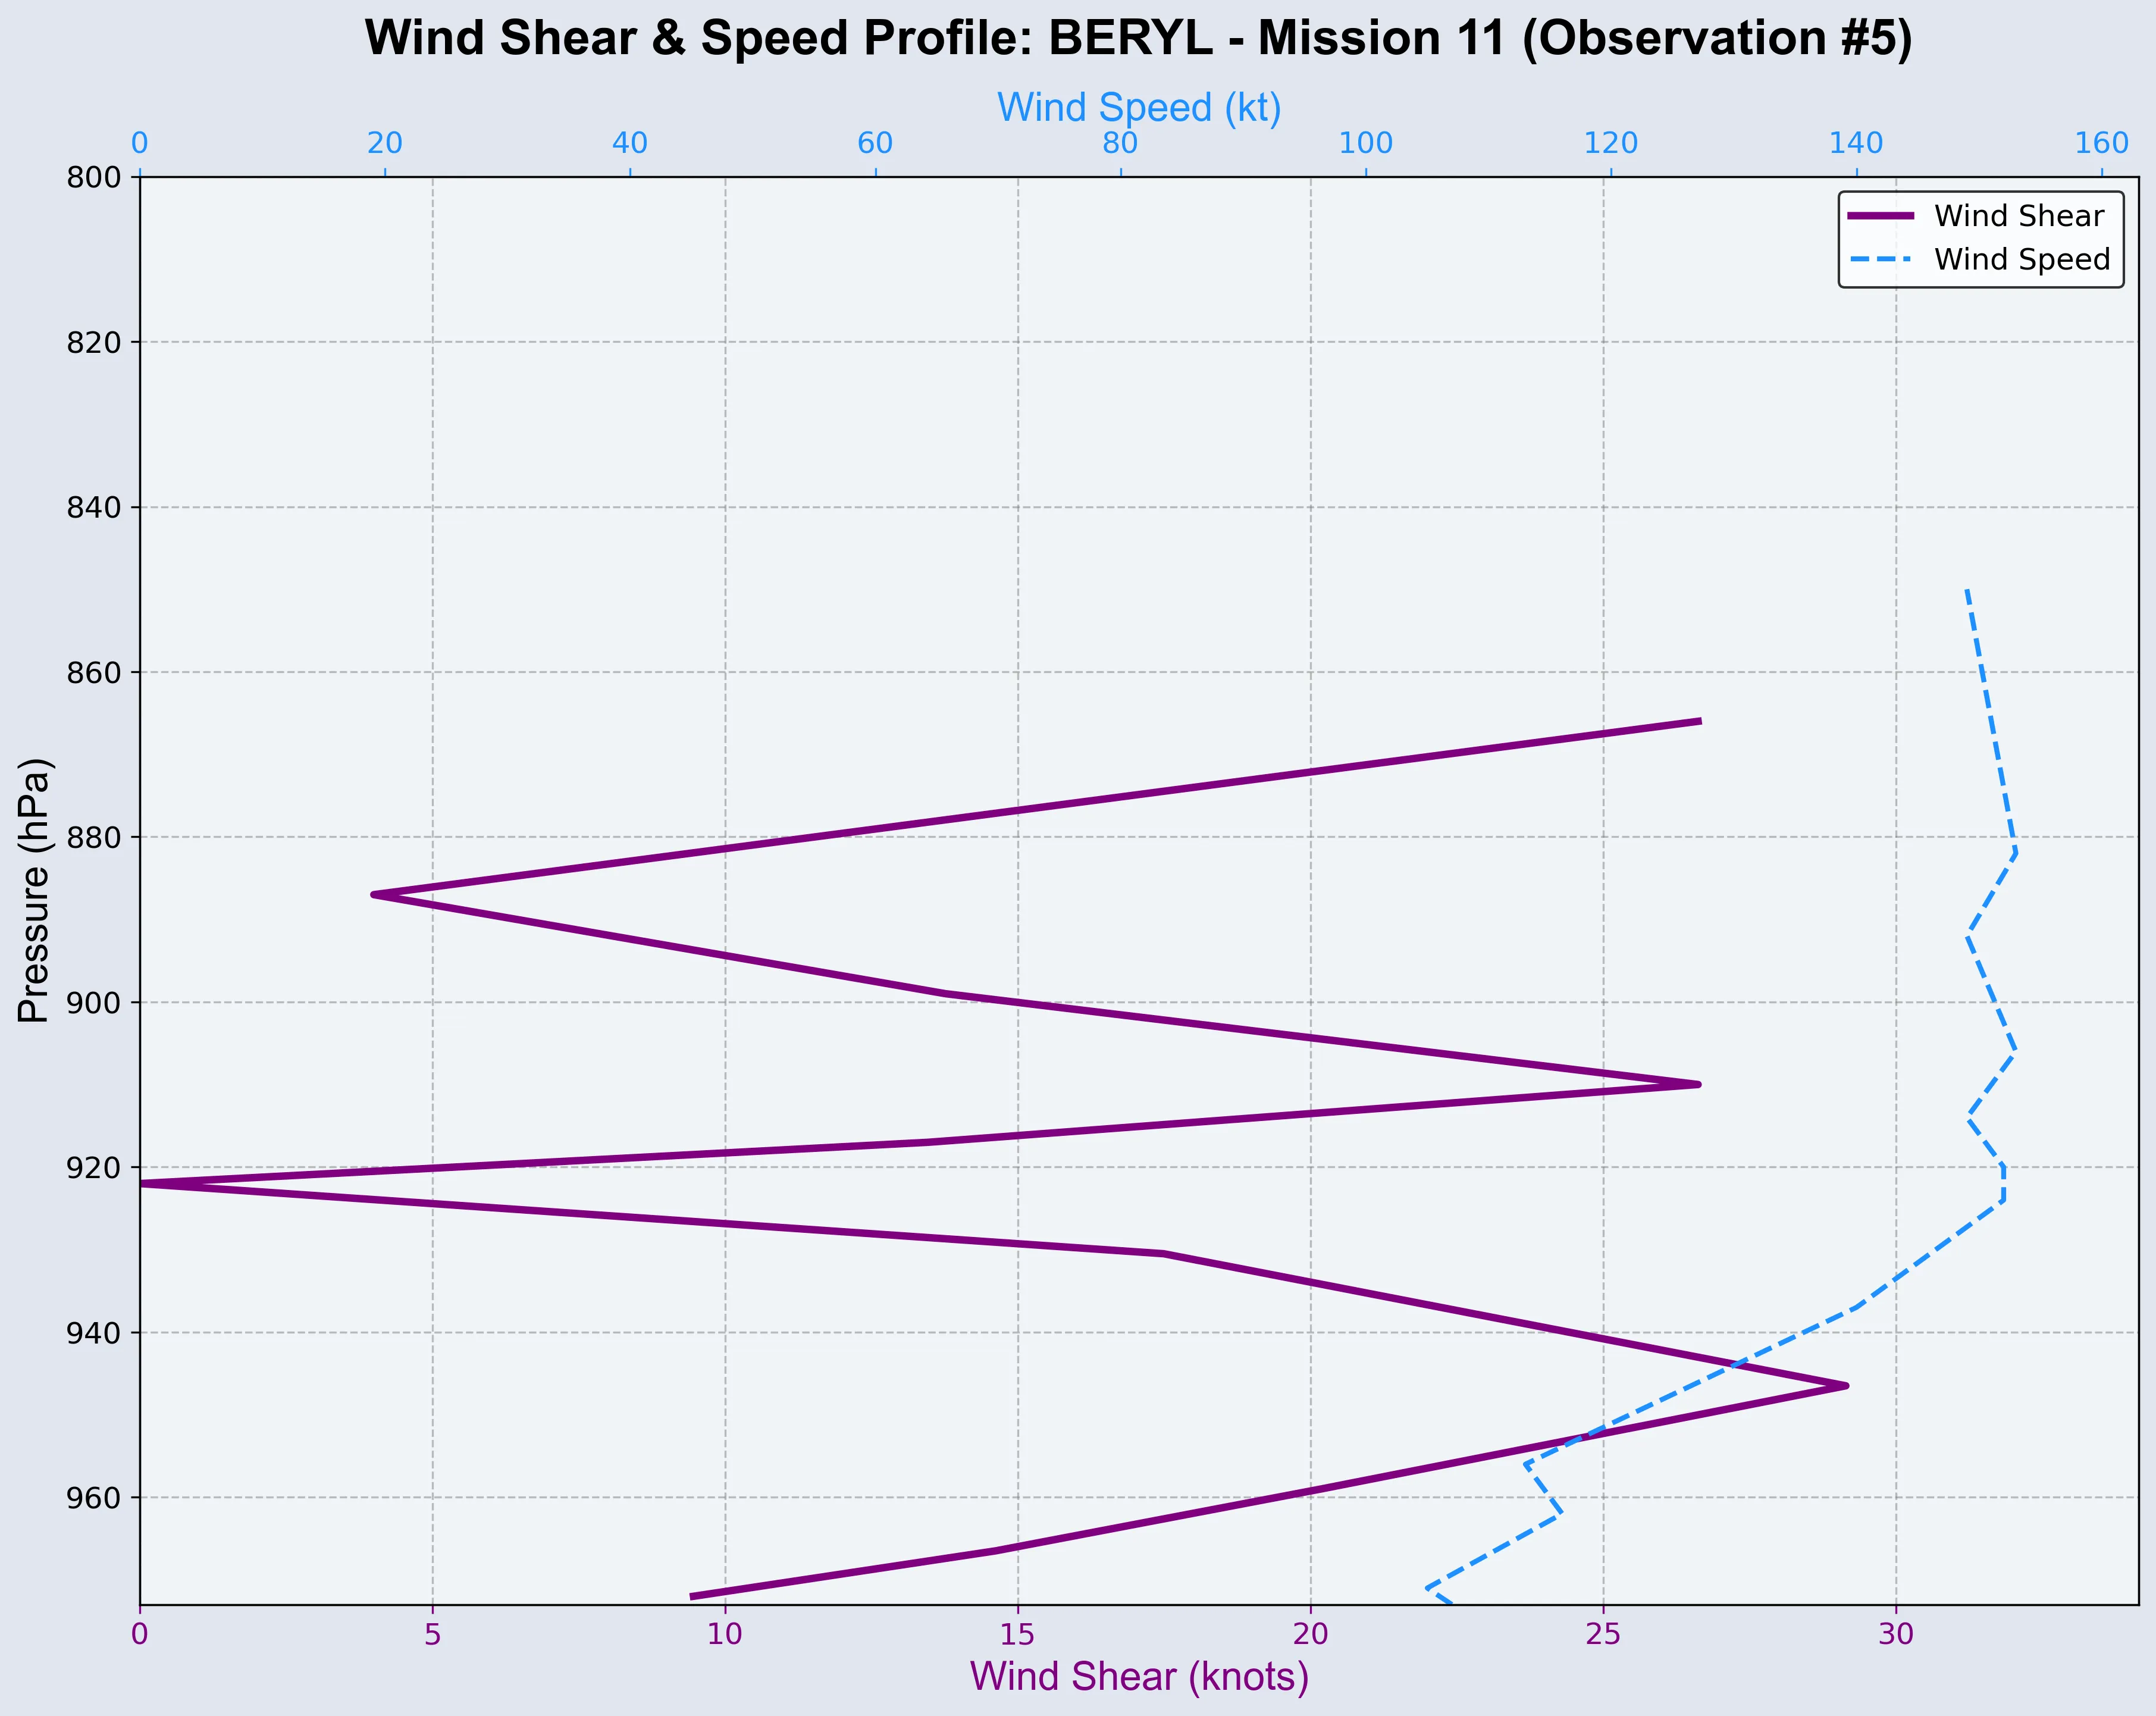 Wind Shear & Speed Profile: BERYL - Mission 11 (Observation #5)
Wind Speed (kt)
0 20 40 60 80 100 120 140 160
Wind Shear
Wind Speed
800
820
840
860
880
900
920
940
960
Pressure (hPa)
0 5 10 15 20 25 30
Wind Shear (knots)